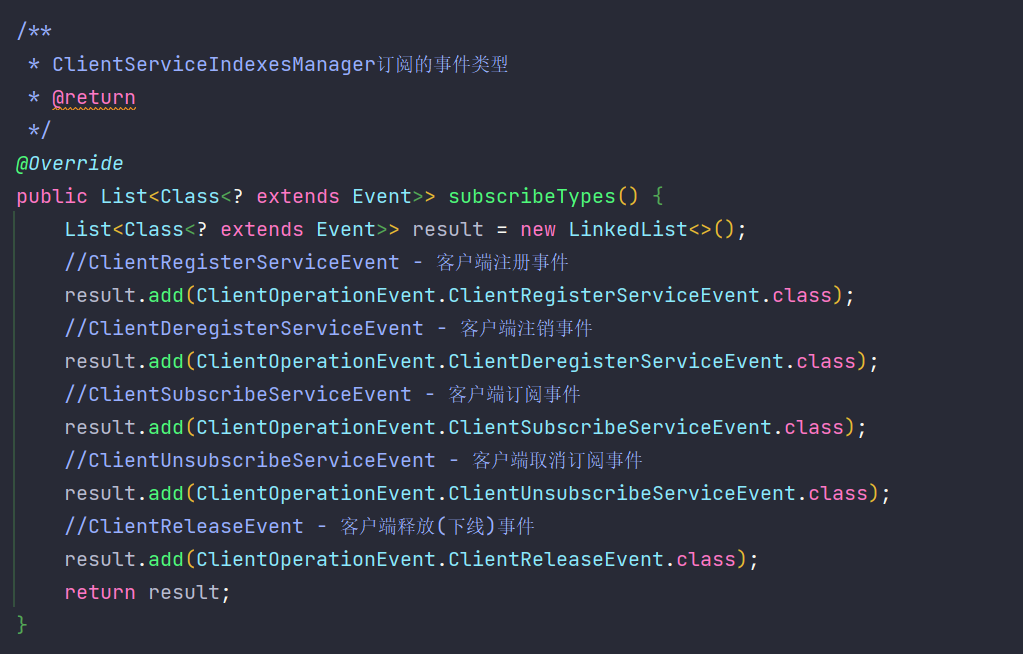 /**
 * ClientServiceIndexesManager订阅的事件类型
 * @return
 */
@Override
public List<Class<? extends Event>> subscribeTypes() {
    List<Class<? extends Event>> result = new LinkedList<>();
    //ClientRegisterServiceEvent - 客户端注册事件
    result.add(ClientOperationEvent.ClientRegisterServiceEvent.class);
    //ClientDeregisterServiceEvent - 客户端注销事件
    result.add(ClientOperationEvent.ClientDeregisterServiceEvent.class);
    //ClientSubscribeServiceEvent - 客户端订阅事件
    result.add(ClientOperationEvent.ClientSubscribeServiceEvent.class);
    //ClientUnsubscribeServiceEvent - 客户端取消订阅事件
    result.add(ClientOperationEvent.ClientUnsubscribeServiceEvent.class);
    //ClientReleaseEvent - 客户端释放(下线)事件
    result.add(ClientOperationEvent.ClientReleaseEvent.class);
    return result;
}